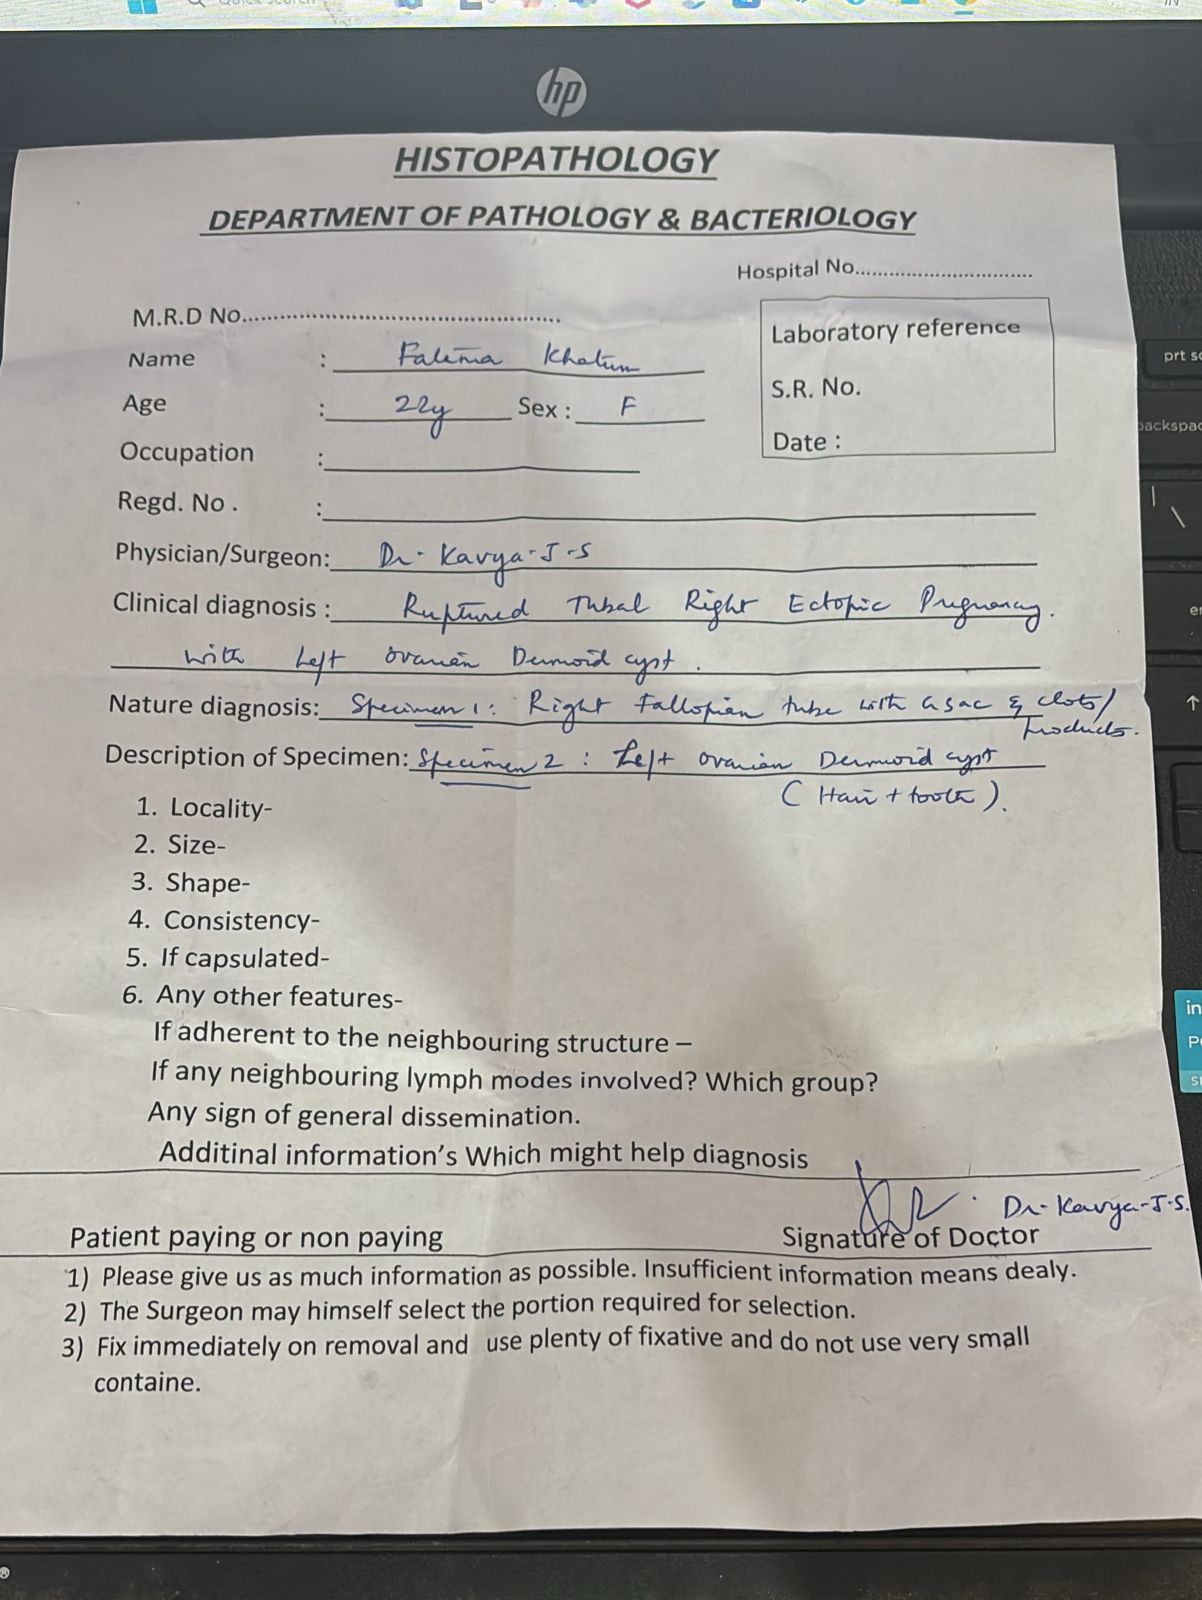 hp
HISTOPATHOLOGY
DEPARTMENT OF PATHOLOGY & BACTERIOLOGY
Hospital No................................
M.R.D No....................................................
Laboratory reference
Name : Fatima Khatun
S.R. No.
Age : 22y Sex : F
Date :
Occupation :
Regd. No . :
Physician/Surgeon: Dr. Kavya-J-S
Clinical diagnosis : Ruptured Tubal Right Ectopic Pregnancy.
with Left Ovarian Dermoid cyst .
Nature diagnosis: Specimen 1: Right Fallopian tube with Gsac & clots/
products.
Description of Specimen: Specimen 2 : Left Ovarian Dermoid cyst
( Hair + tooth ).
1. Locality-
2. Size-
3. Shape-
4. Consistency-
5. If capsulated-
6. Any other features-
If adherent to the neighbouring structure –
If any neighbouring lymph modes involved? Which group?
Any sign of general dissemination.
Additinal information's Which might help diagnosis
Dr. Kavya-J.S.
Patient paying or non paying Signature of Doctor
1) Please give us as much information as possible. Insufficient information means dealy.
2) The Surgeon may himself select the portion required for selection.
3) Fix immediately on removal and use plenty of fixative and do not use very small
containe.
prt sc
backspac